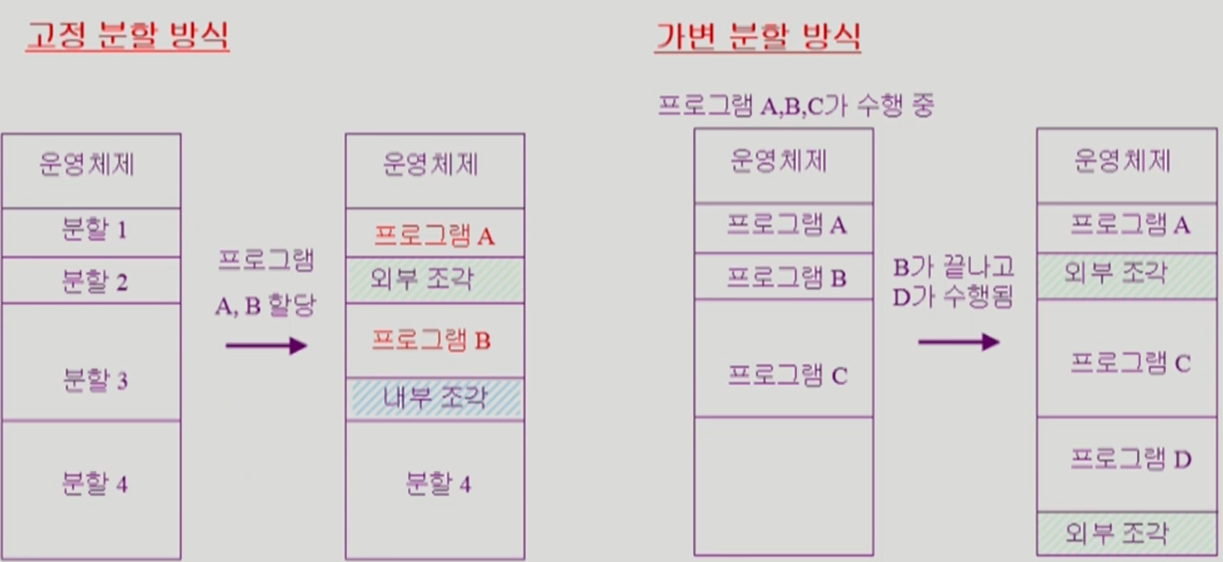 고정 분할 방식
운영체제
분할 1
분할 2
분할 3
분할 4
프로그램
A, B 할당
운영체제
프로그램 A
외부 조각
프로그램 B
내부 조각
분할 4
가변 분할 방식
프로그램 A,B,C가 수행 중
운영체제
프로그램 A
프로그램 B
프로그램 C
B가 끝나고
D가 수행됨
운영체제
프로그램 A
외부 조각
프로그램 C
프로그램 D
외부 조각